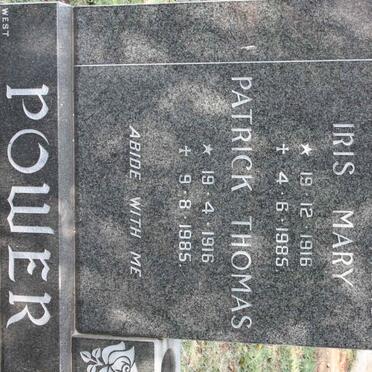 IRIS MARY
★ 19·12·1916
✝ 4·6·1985
PATRICK THOMAS
★ 19·4·1916
✝ 9·8·1985.
ABIDE WITH ME
POWER
WEST